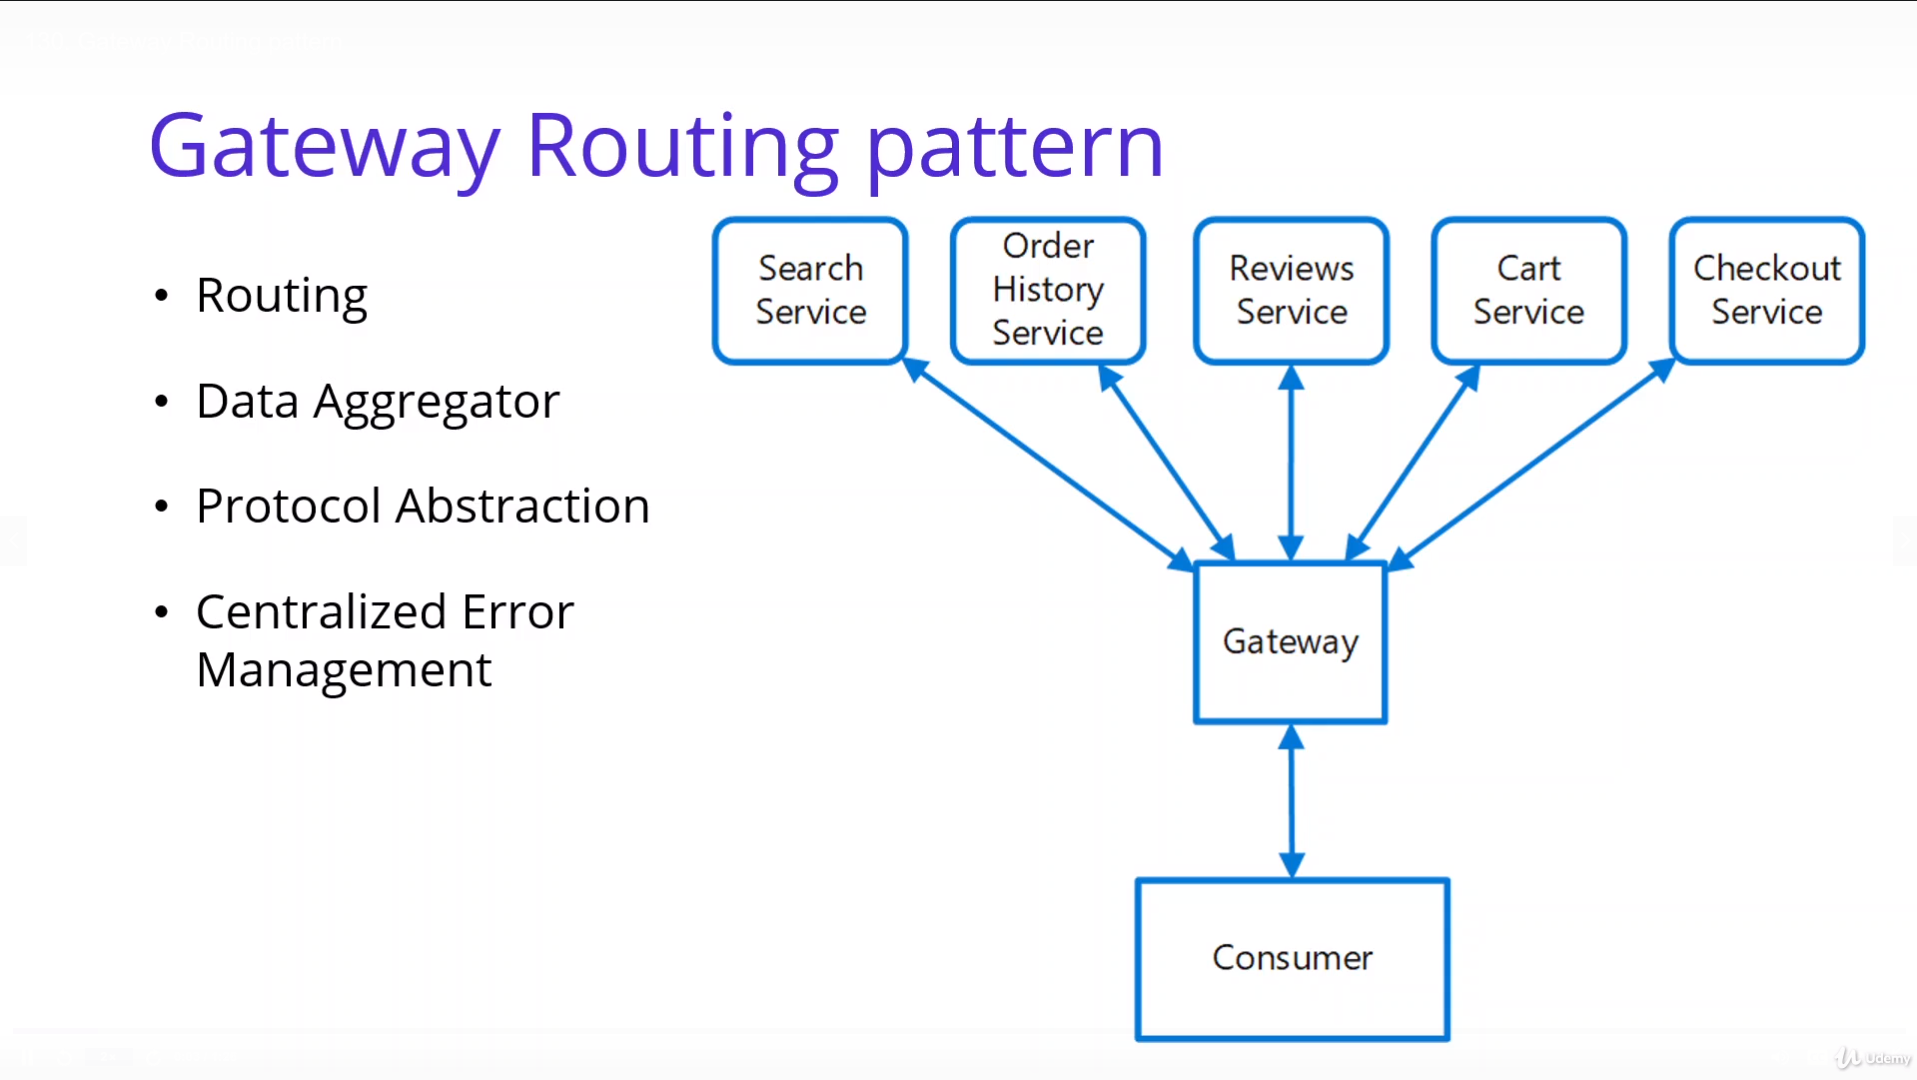 Gateway Routing pattern
• Routing
• Data Aggregator
• Protocol Abstraction
• Centralized Error
Management
Search
Service
Order
History
Service
Reviews
Service
Cart
Service
Checkout
Service
Gateway
Consumer
Udemy